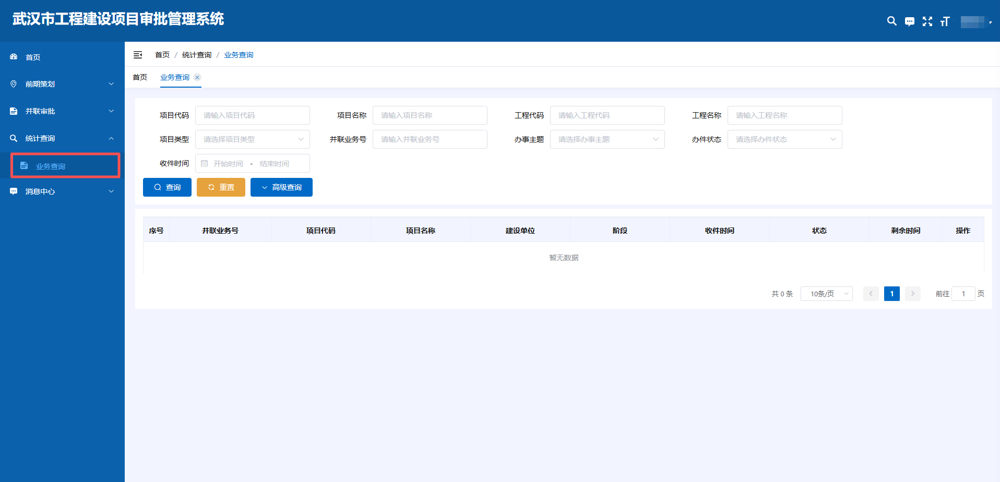 武汉市工程建设项目审批管理系统
首页
前期策划
并联审批
统计查询
业务查询
消息中心
首页 / 统计查询 / 业务查询
首页 业务查询
项目代码 请输入项目代码 项目名称 请输入项目名称 工程代码 请输入工程代码 工程名称 请输入工程名称
项目类型 请选择项目类型 并联业务号 请输入并联业务号 办事主题 请选择办事主题 办件状态 请选择办件状态
收件时间 开始时间 - 结束时间
查询 重置 高级查询
序号 并联业务号 项目代码 项目名称 建设单位 阶段 收件时间 状态 剩余时间 操作
暂无数据
共 0 条 10条/页 1 前往 1 页